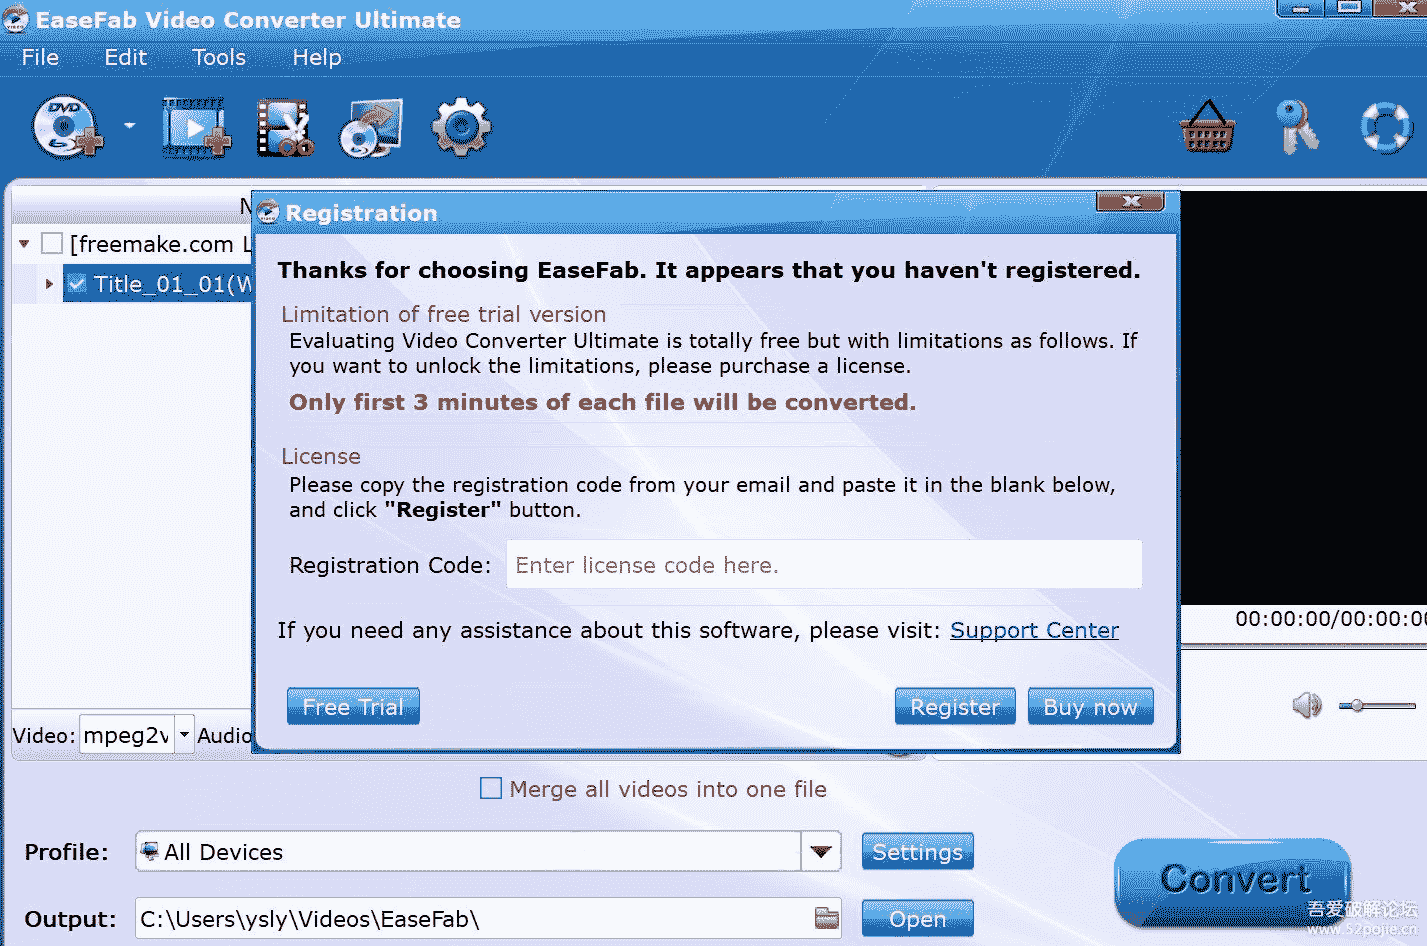 EaseFab Video Converter Ultimate
File Edit Tools Help
DVD
[freemake.com
Title_01_01(W
Registration
Thanks for choosing EaseFab. It appears that you haven't registered.
Limitation of free trial version
Evaluating Video Converter Ultimate is totally free but with limitations as follows. If
you want to unlock the limitations, please purchase a license.
Only first 3 minutes of each file will be converted.
License
Please copy the registration code from your email and paste it in the blank below,
and click "Register" button.
Registration Code: Enter license code here.
If you need any assistance about this software, please visit: Support Center
Free Trial Register Buy now
00:00:00/00:00:00
Video: mpeg2v Audio
Merge all videos into one file
Profile: All Devices Settings
Convert
Output: C:\Users\ysly\Videos\EaseFab\ Open
吾爱破解论坛
www.52pojie.cn